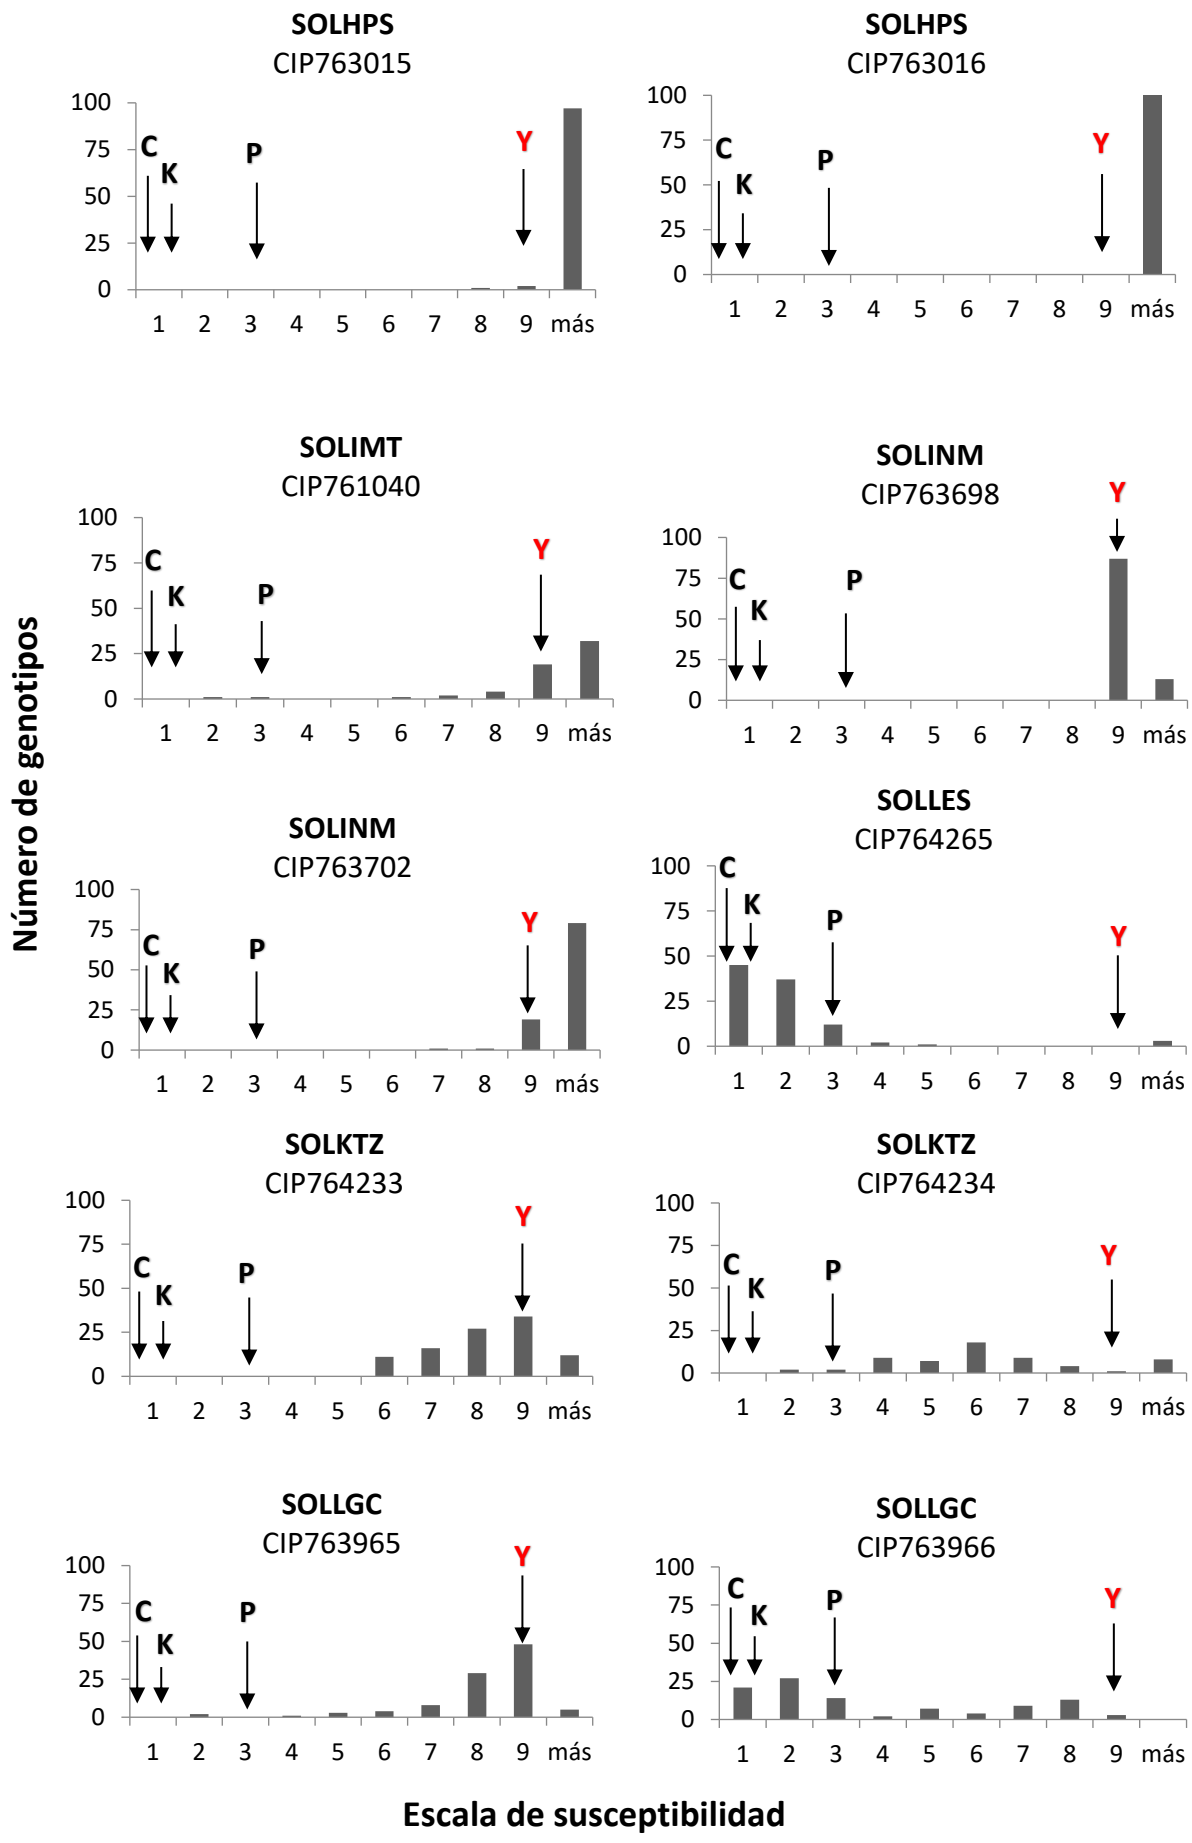 SOLHPS
CIP763015
100
75
50
25
0
C
K
P
Y
1 2 3 4 5 6 7 8 9 más
SOLHPS
CIP763016
100
75
50
25
0
C
K
P
Y
1 2 3 4 5 6 7 8 9 más
Número de genotipos
SOLIMT
CIP761040
100
75
50
25
0
C
K
P
Y
1 2 3 4 5 6 7 8 9 más
SOLINM
CIP763698
100
75
50
25
0
C
K
P
Y
1 2 3 4 5 6 7 8 9 más
SOLINM
CIP763702
100
75
50
25
0
C
K
P
Y
1 2 3 4 5 6 7 8 9 más
SOLLES
CIP764265
100
75
50
25
0
C
K
P
Y
1 2 3 4 5 6 7 8 9 más
SOLKTZ
CIP764233
100
75
50
25
0
C
K
P
Y
1 2 3 4 5 6 7 8 9 más
SOLKTZ
CIP764234
100
75
50
25
0
C
K
P
Y
1 2 3 4 5 6 7 8 9 más
SOLLGC
CIP763965
100
75
50
25
0
C
K
P
Y
1 2 3 4 5 6 7 8 9 más
SOLLGC
CIP763966
100
75
50
25
0
C
K
P
Y
1 2 3 4 5 6 7 8 9 más
Escala de susceptibilidad